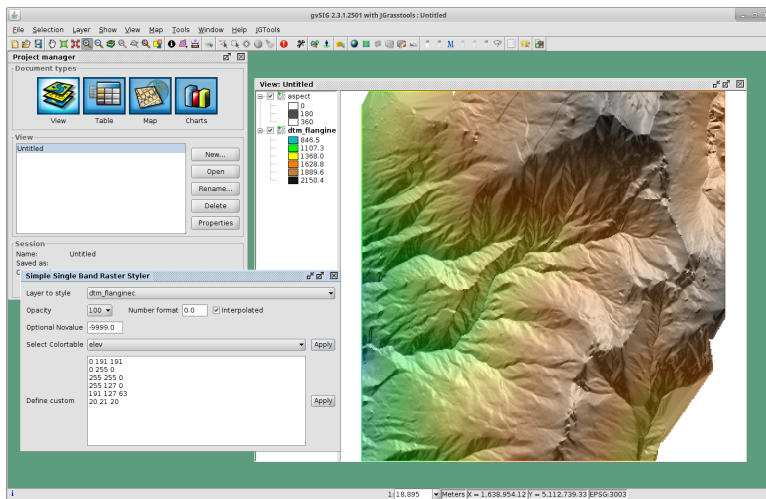 gvSIG 2.3.1.2501 with JGrasstools : Untitled
File Selection Layer Show View Map Tools Window Help JGTools
Project manager
Document types
View Table Map Charts
View
Untitled
New...
Open
Rename...
Delete
Properties
Session
Name: Untitled
Saved as:
View: Untitled
aspect
0
180
360
dtm_flangine
846.5
1107.3
1368.0
1628.8
1889.6
2150.4
Simple Single Band Raster Styler
Layer to style dtm_flanginec
Opacity 100 Number format 0.0 Interpolated
Optional Novalue -9999.0
Select Colortable elev Apply
0 191 191
0 255 0
255 255 0
255 127 0
191 127 63
20 21 20
Define custom Apply
1: 18,895 Meters X = 1,638,954.12 Y = 5,112,739.33 EPSG:3003